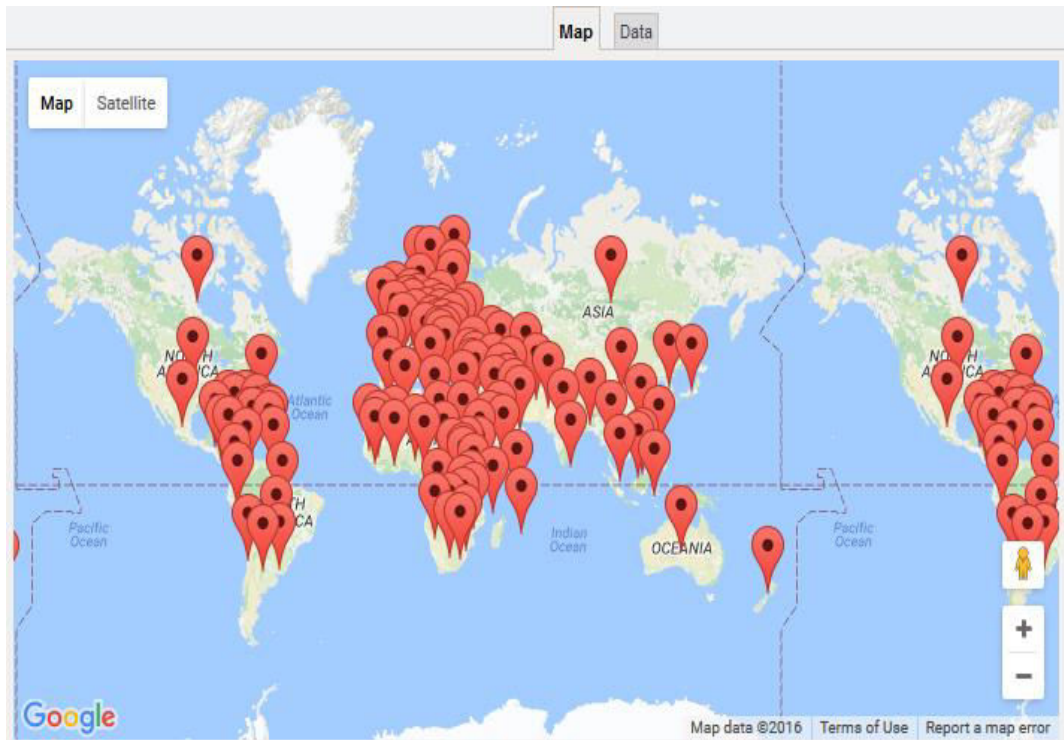 Map Data
Map Satellite
ASIA
Atlantic
Ocean
Pacific
Ocean
Indian
Ocean
OCEANIA
Pacific
Ocean
Google
Map data ©2016 Terms of Use Report a map error